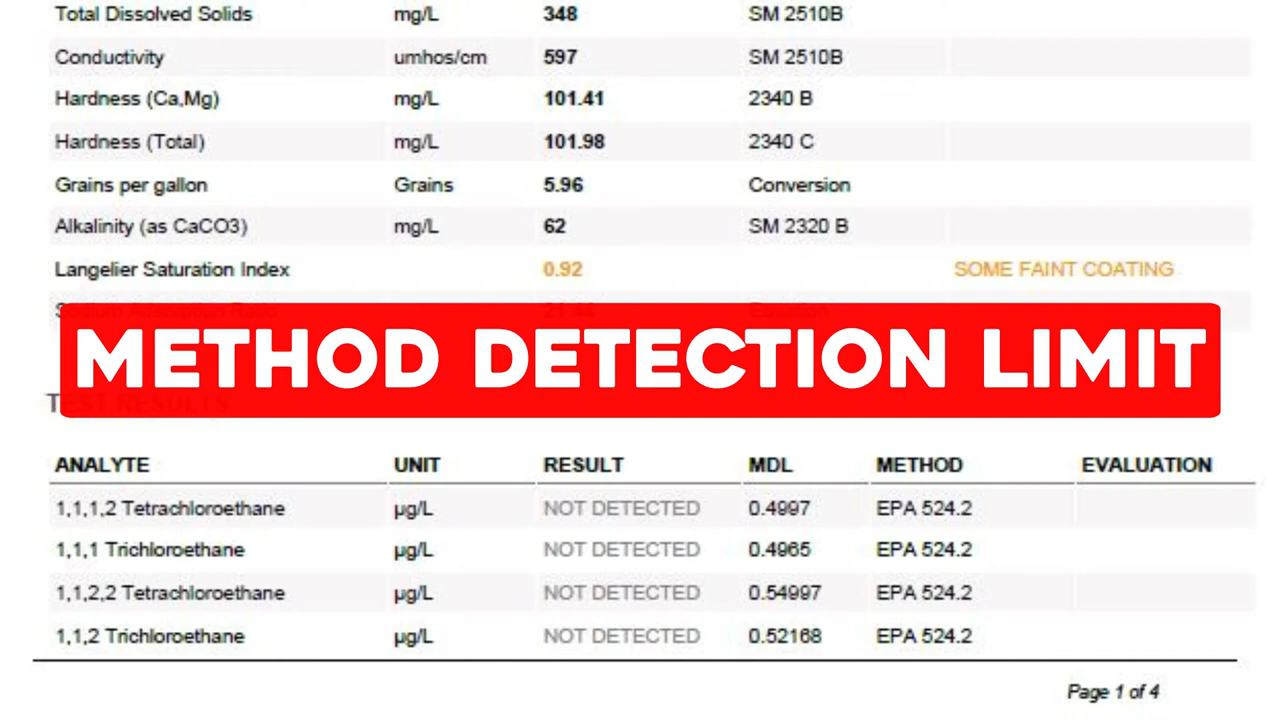 Total Dissolved Solids mg/L 348 SM 2510B
Conductivity umhos/cm 597 SM 2510B
Hardness (Ca,Mg) mg/L 101.41 2340 B
Hardness (Total) mg/L 101.98 2340 C
Grains per gallon Grains 5.96 Conversion
Alkalinity (as CaCO3) mg/L 62 SM 2320 B
Langelier Saturation Index 0.92 SOME FAINT COATING
METHOD DETECTION LIMIT
TEST RESULTS
ANALYTE UNIT RESULT MDL METHOD EVALUATION
1,1,1,2 Tetrachloroethane µg/L NOT DETECTED 0.4997 EPA 524.2
1,1,1 Trichloroethane µg/L NOT DETECTED 0.4965 EPA 524.2
1,1,2,2 Tetrachloroethane µg/L NOT DETECTED 0.54997 EPA 524.2
1,1,2 Trichloroethane µg/L NOT DETECTED 0.52168 EPA 524.2
Page 1 of 4